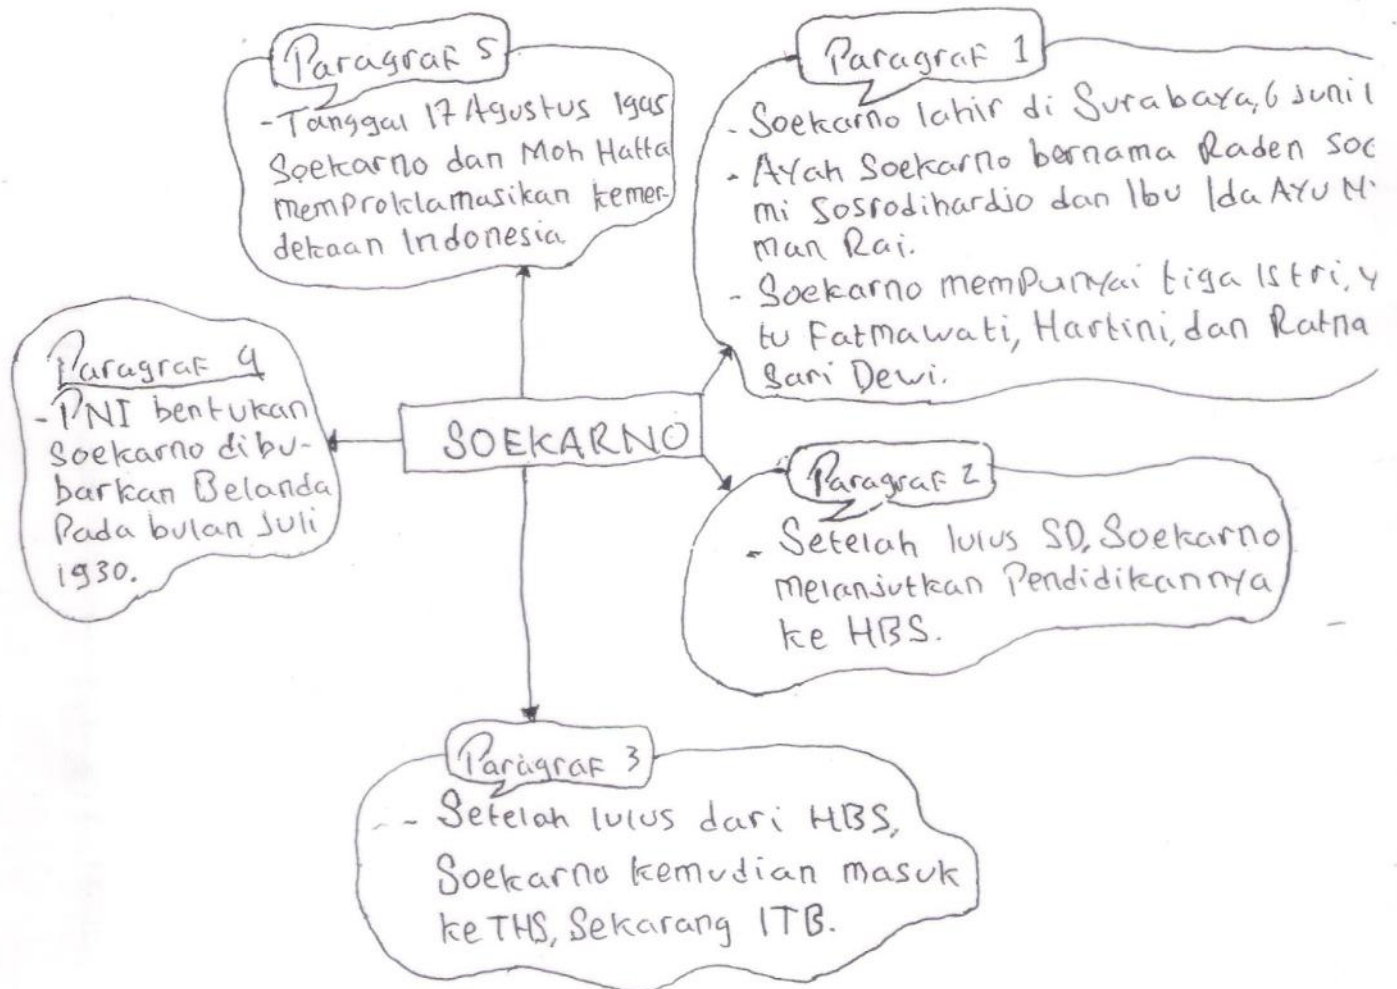 Paragraf 5
- Tanggal 17 Agustus 1945
Soekarno dan Moh Hatta
memproklamasikan kemer-
dekaan Indonesia
Paragraf 1
- Soekarno lahir di Surabaya, 6 Juni 1
- Ayah Soekarno bernama Raden Soe
mi Sosrodihardjo dan Ibu Ida Ayu
man Rai.
- Soekarno mempunyai tiga Istri, y
tu Fatmawati, Hartini, dan Ratna
Sari Dewi.
Paragraf 4
- PNI bentukan
Soekarno dibu-
barkan Belanda
Pada bulan Juli
1930.
SOEKARNO
Paragraf 2
- Setelah lulus SD, Soekarno
melanjutkan Pendidikannya
ke HBS.
Paragraf 3
- Setelah lulus dari HBS,
Soekarno kemudian masuk
ke THS, Sekarang ITB.